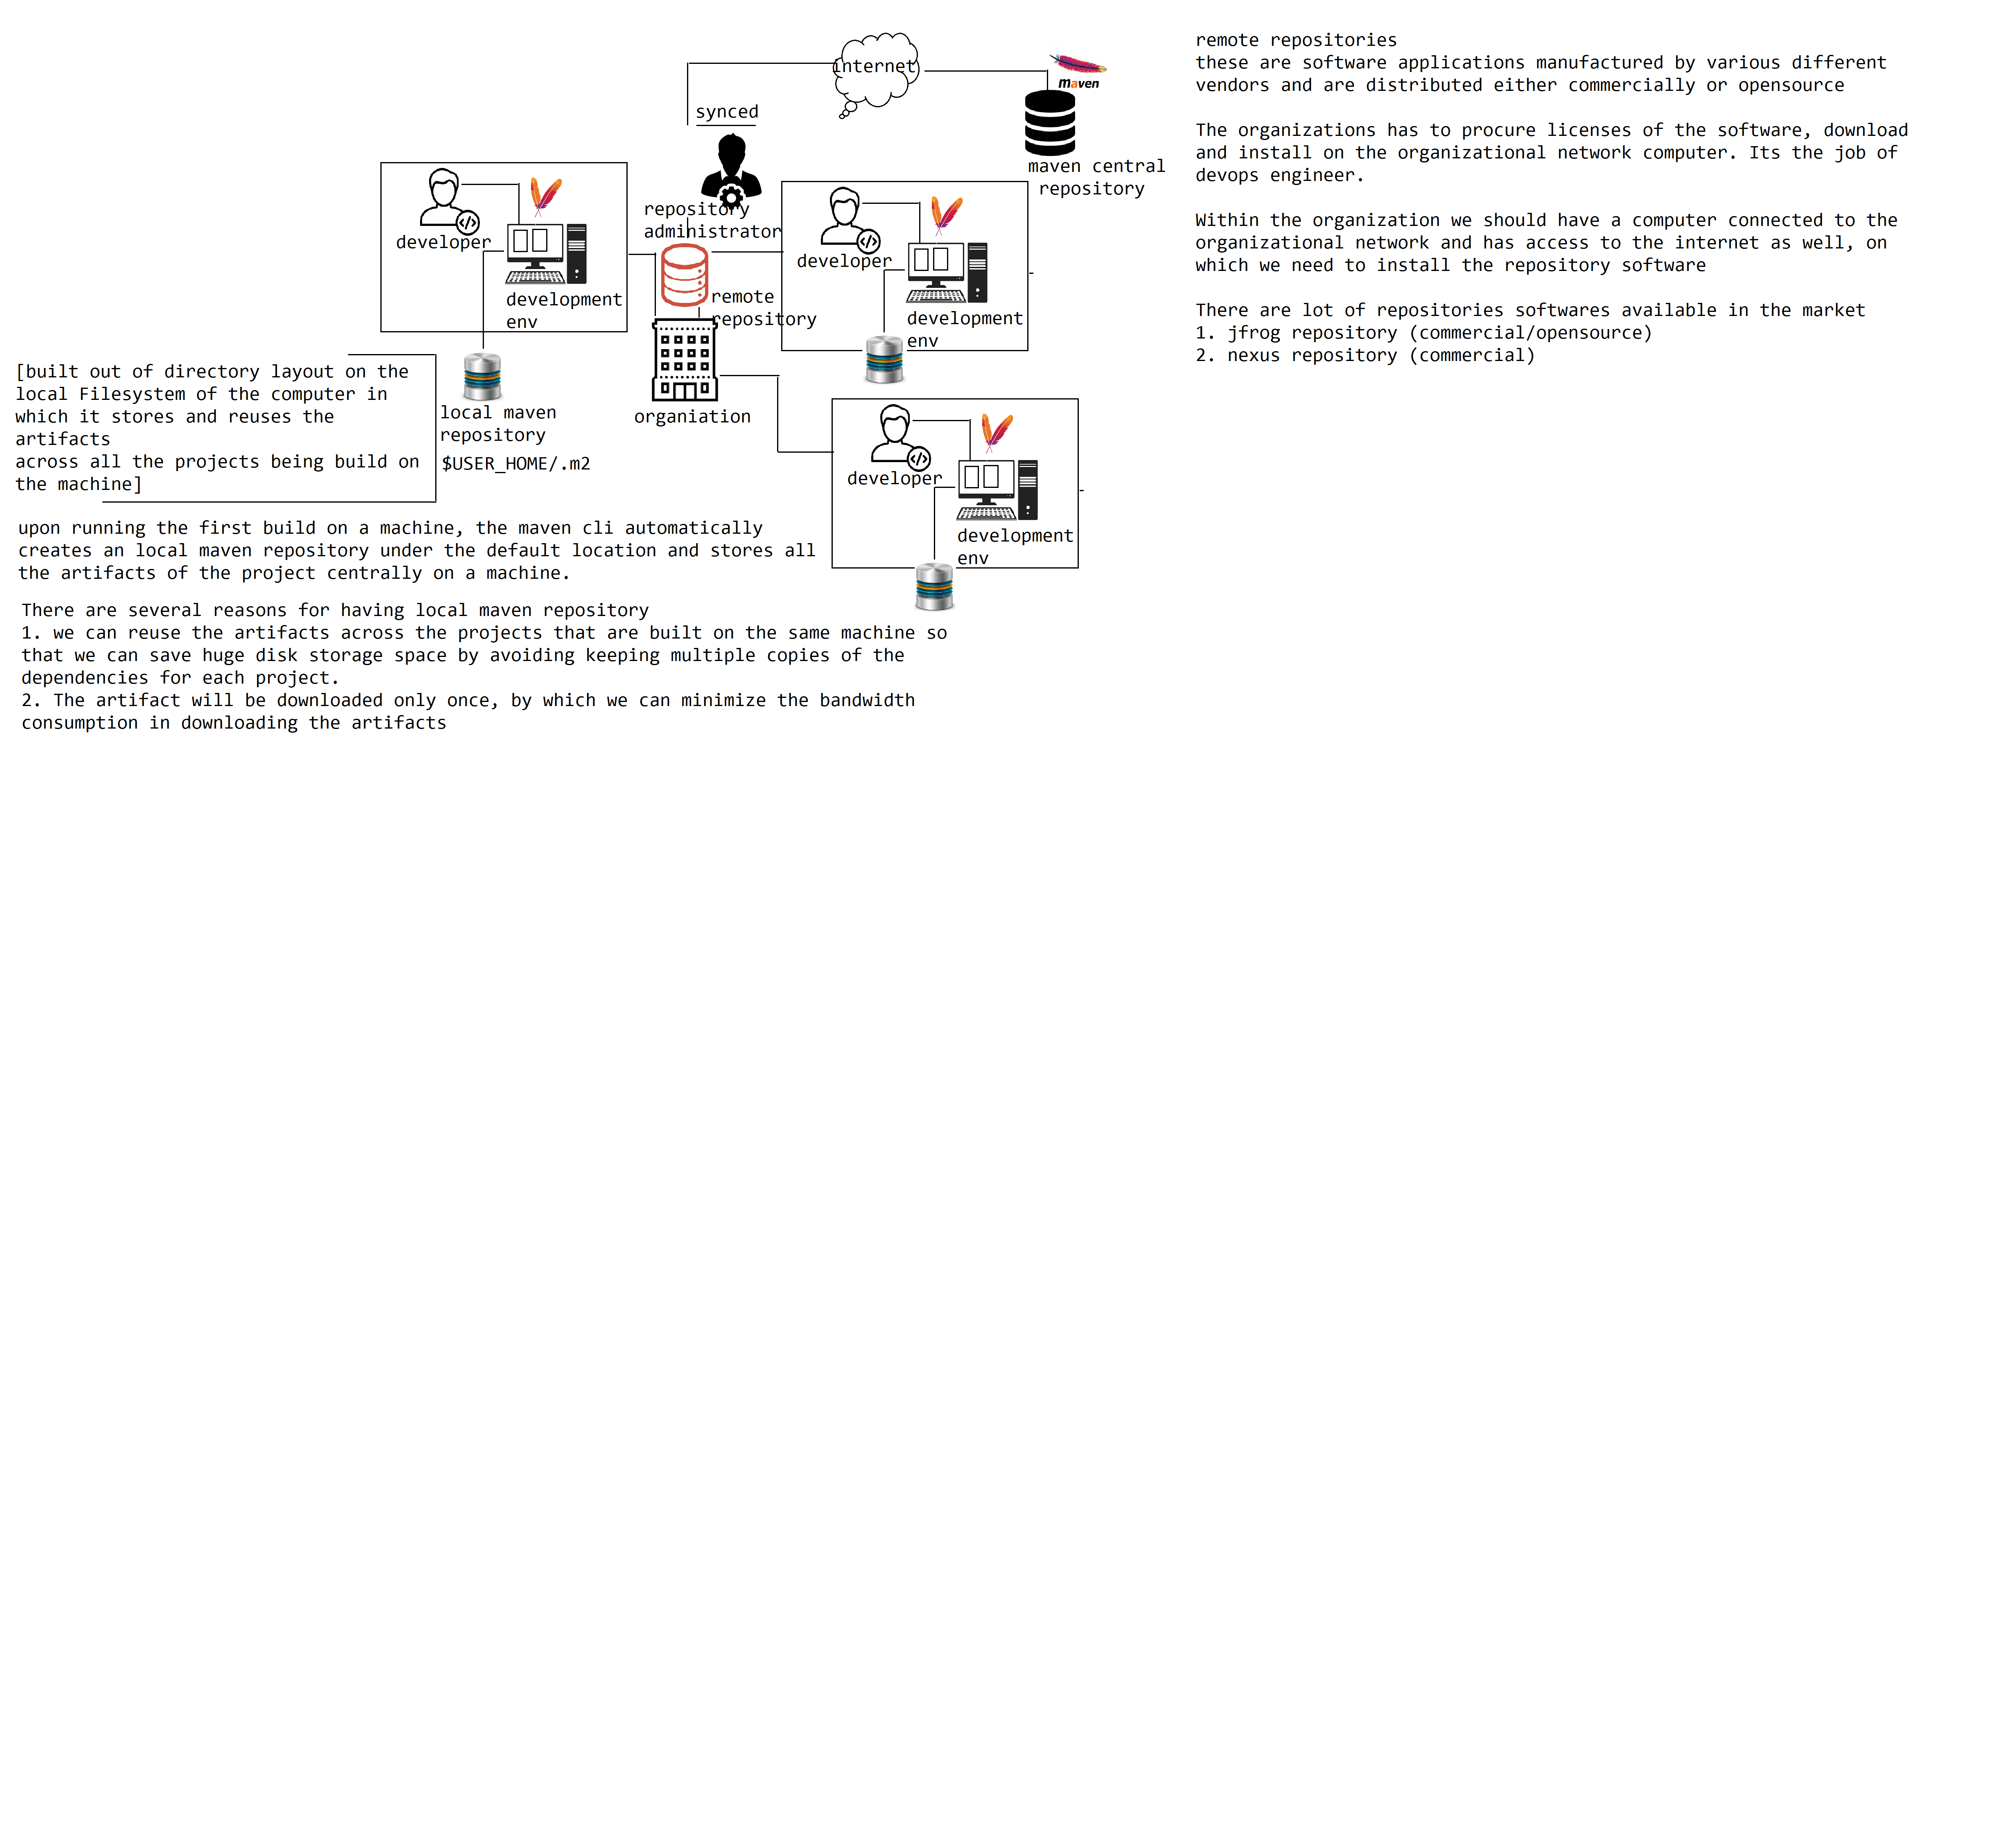 internet
maven
synced
maven central
repository
repository
administrator
developer
development
env
developer
development
env
remote
repository
organiation
[built out of directory layout on the
local Filesystem of the computer in
which it stores and reuses the
artifacts
across all the projects being build on
the machine]
local maven
repository
$USER_HOME/.m2
developer
development
env
upon running the first build on a machine, the maven cli automatically
creates an local maven repository under the default location and stores all
the artifacts of the project centrally on a machine.
There are several reasons for having local maven repository
1. we can reuse the artifacts across the projects that are built on the same machine so
that we can save huge disk storage space by avoiding keeping multiple copies of the
dependencies for each project.
2. The artifact will be downloaded only once, by which we can minimize the bandwidth
consumption in downloading the artifacts
remote repositories
these are software applications manufactured by various different
vendors and are distributed either commercially or opensource
The organizations has to procure licenses of the software, download
and install on the organizational network computer. Its the job of
devops engineer.
Within the organization we should have a computer connected to the
organizational network and has access to the internet as well, on
which we need to install the repository software
There are lot of repositories softwares available in the market
1. jfrog repository (commercial/opensource)
2. nexus repository (commercial)